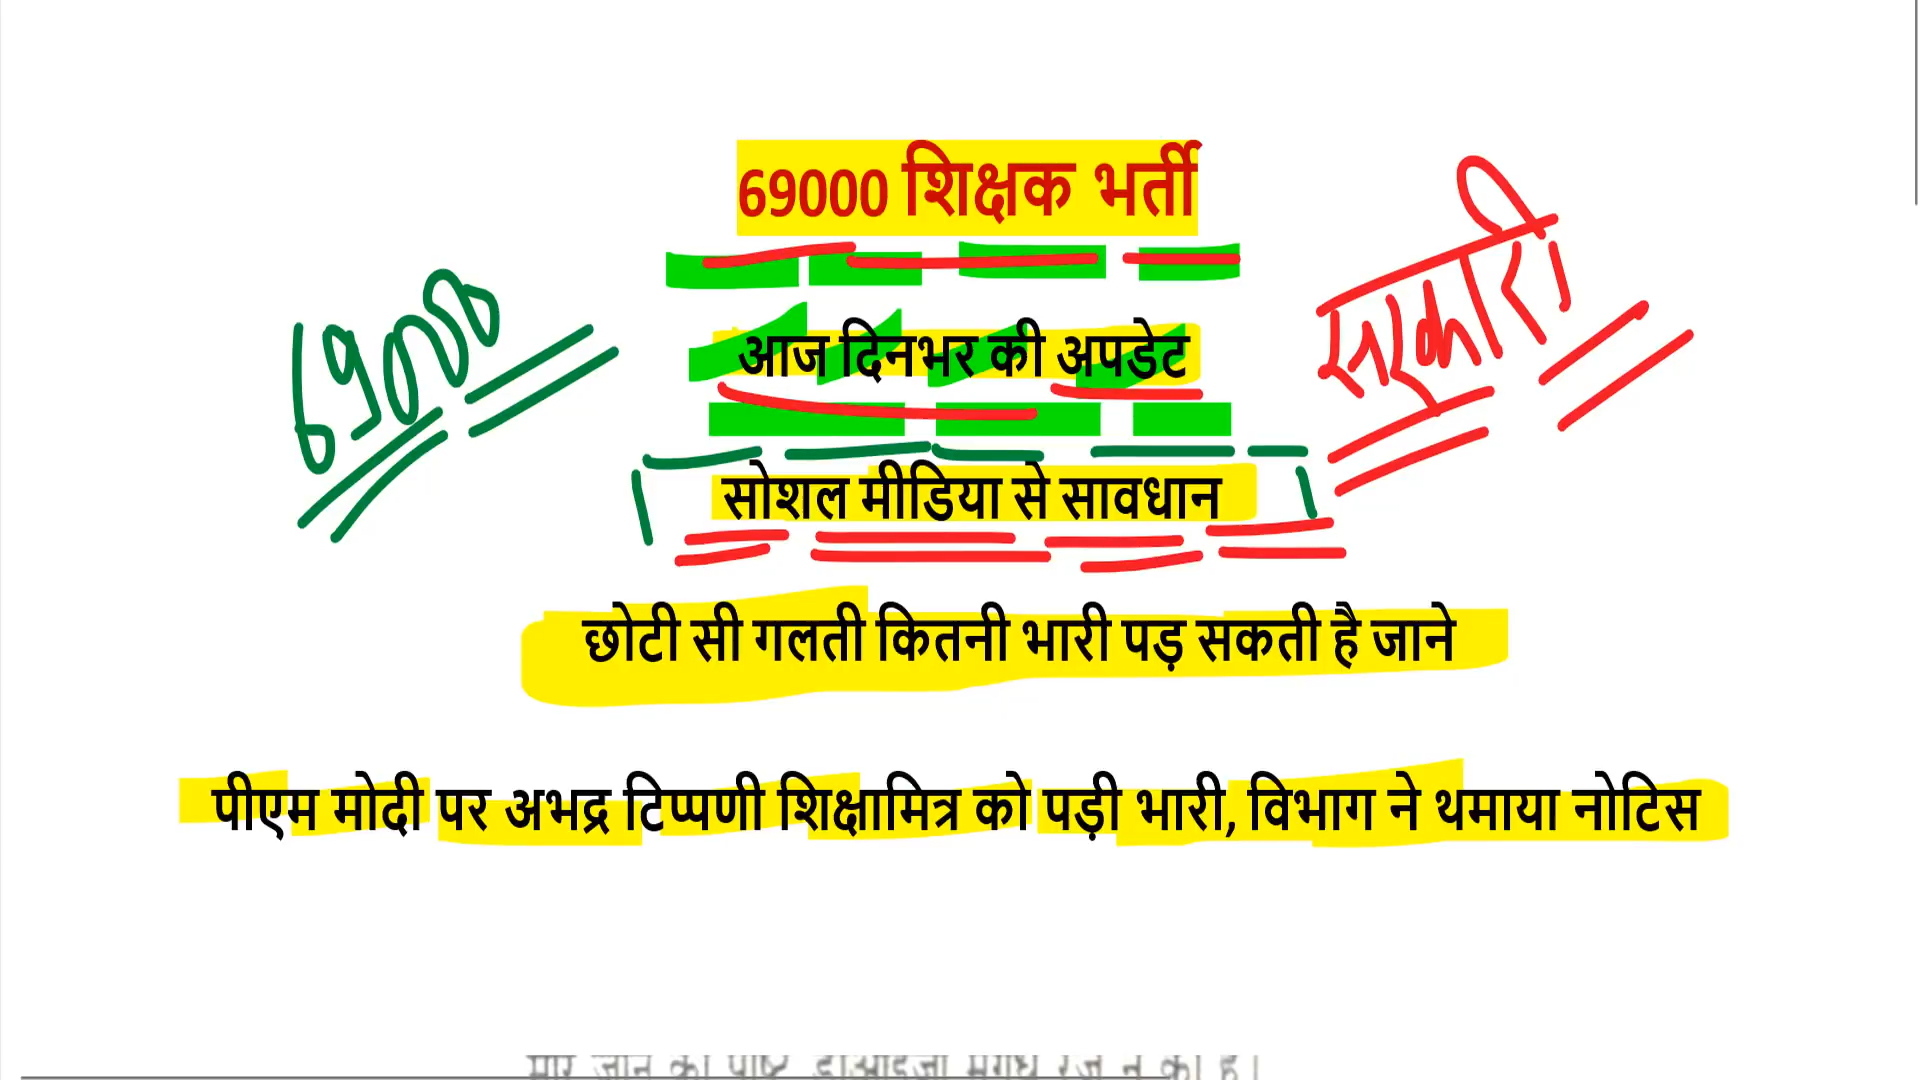 69000 शिक्षक भर्ती
69000
सरकारी
आज दिनभर की अपडेट
सोशल मीडिया से सावधान
छोटी सी गलती कितनी भारी पड़ सकती है जाने
पीएम मोदी पर अभद्र टिप्पणी शिक्षामित्र को पड़ी भारी, विभाग ने थमाया नोटिस